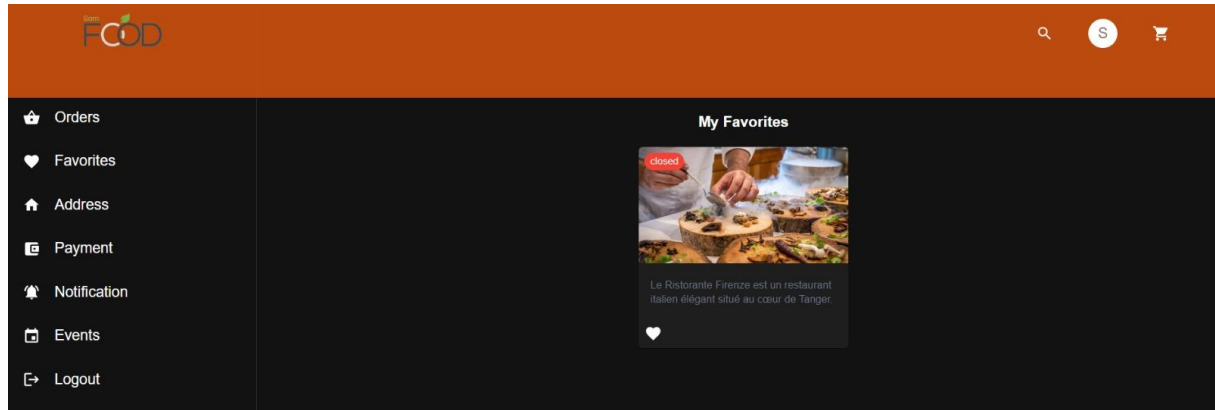 Sam
FOOD
S
Orders
Favorites
Address
Payment
Notification
Events
Logout
My Favorites
closed
Le Ristorante Firenze est un restaurant
italien élégant situé au cœur de Tanger.